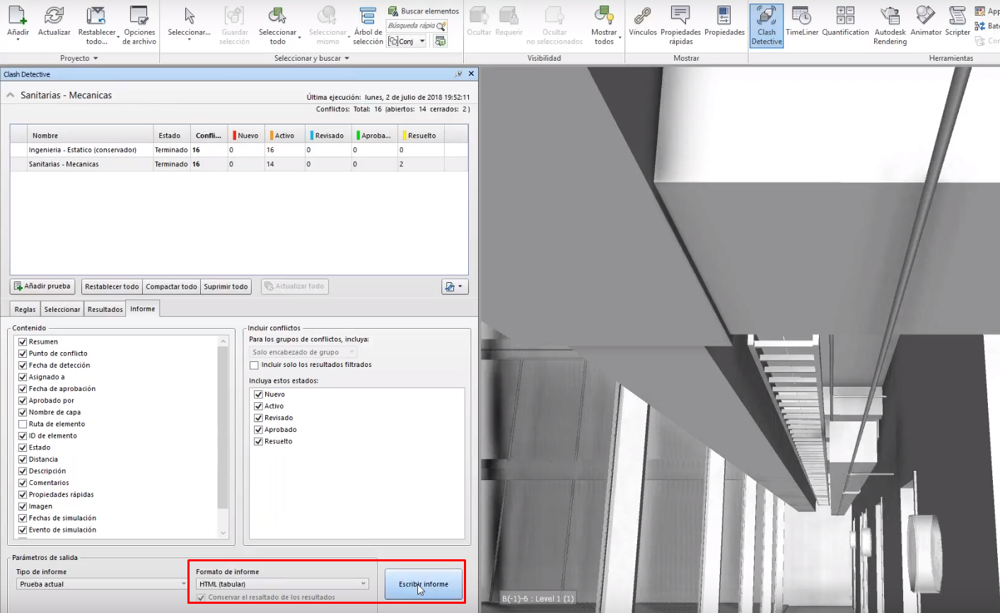 Añadir
Actualizar
Restablecer todo...
Opciones de archivo
Proyecto
Seleccionar...
Guardar selección
Seleccionar todo
Seleccionar mismo
Árbol de selección
Buscar elementos
Búsqueda rápida
Conj
Seleccionar y buscar
Ocultar
Requerir
Ocultar no seleccionados
Mostrar todos
Visibilidad
Vínculos
Propiedades rápidas
Propiedades
Mostrar
Clash Detective
TimeLiner
Quantification
Autodesk Rendering
Animator
Scripter
App
Bat
Co
Herramientas
Clash Detective
Sanitarias - Mecanicas
Última ejecución: lunes, 2 de julio de 2018 19:52:11
Conflictos: Total: 16 (abiertos: 14 cerrados: 2 )
Nombre Estado Confli... Nuevo Activo Revisado Aproba... Resuelto
Ingenieria - Estatico (conservador) Terminado 16 0 16 0 0 0
Sanitarias - Mecanicas Terminado 16 0 14 0 0 2
Añadir prueba Restablecer todo Compactar todo Suprimir todo Actualizar todo
Reglas Seleccionar Resultados Informe
Contenido
Resumen
Punto de conflicto
Fecha de detección
Asignado a
Fecha de aprobación
Aprobado por
Nombre de capa
Ruta de elemento
ID de elemento
Estado
Distancia
Descripción
Comentarios
Propiedades rápidas
Imagen
Fechas de simulación
Evento de simulación
Incluir conflictos
Para los grupos de conflictos, incluya:
Solo encabezado de grupo
Incluir solo los resultados filtrados
Incluya estos estados:
Nuevo
Activo
Revisado
Aprobado
Resuelto
Parámetros de salida
Tipo de informe
Prueba actual
Formato de informe
HTML (tabular)
Conservar el resaltado de los resultados
Escribir informe
B(-1)-6 : Level 1 (1)